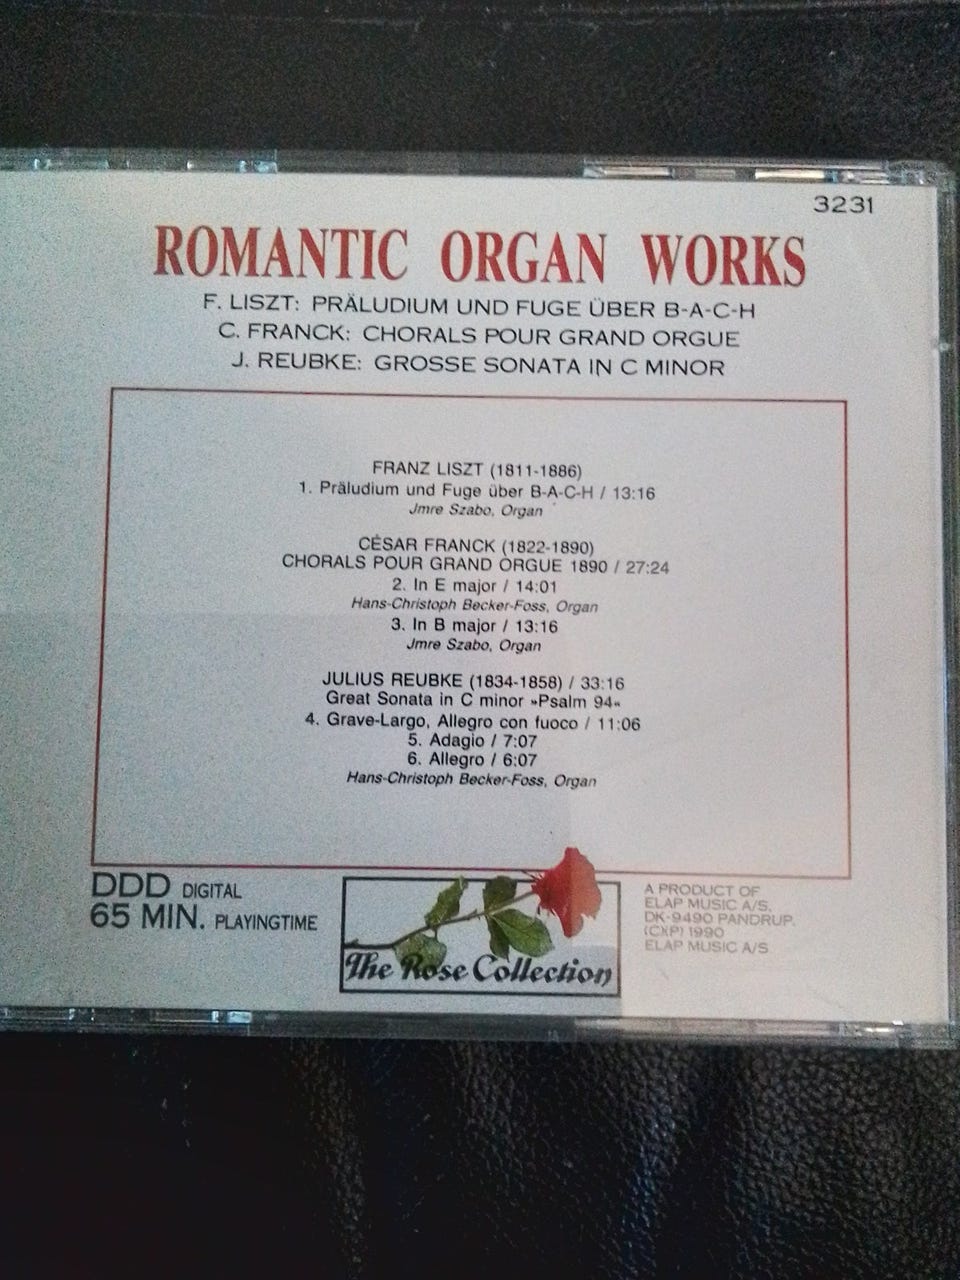 3231
ROMANTIC ORGAN WORKS
F. LISZT: PRÄLUDIUM UND FUGE ÜBER B-A-C-H
C. FRANCK: CHORALS POUR GRAND ORGUE
J. REUBKE: GROSSE SONATA IN C MINOR
FRANZ LISZT (1811-1886)
1. Präludium und Fuge über B-A-C-H / 13:16
Jmre Szabo, Organ
CÉSAR FRANCK (1822-1890)
CHORALS POUR GRAND ORGUE 1890 / 27:24
2. In E major / 14:01
Hans-Christoph Becker-Foss, Organ
3. In B major / 13:16
Jmre Szabo, Organ
JULIUS REUBKE (1834-1858) / 33:16
Great Sonata in C minor »Psalm 94«
4. Grave-Largo, Allegro con fuoco / 11:06
5. Adagio / 7:07
6. Allegro / 6:07
Hans-Christoph Becker-Foss, Organ
DDD DIGITAL
65 MIN. PLAYINGTIME
The Rose Collection
A PRODUCT OF
ELAP MUSIC A/S,
DK-9490 PANDRUP.
(C)(P) 1990
ELAP MUSIC A/S